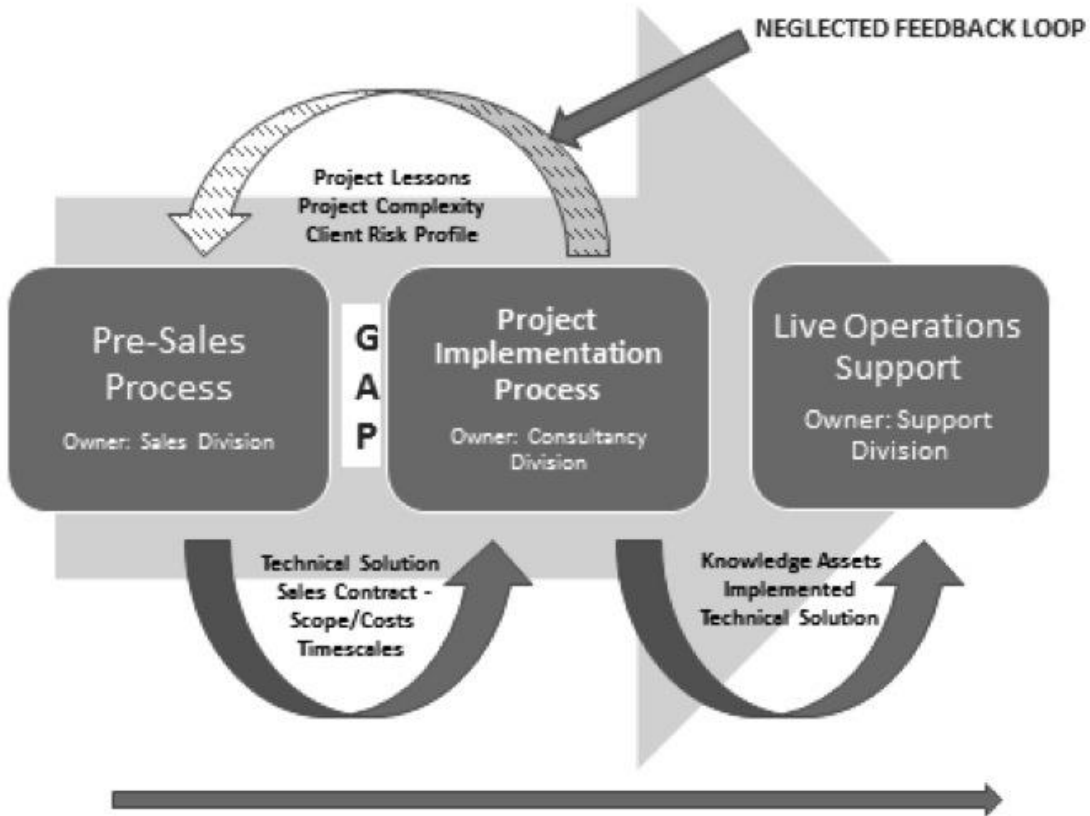 NEGLECTED FEEDBACK LOOP
Project Lessons
Project Complexity
Client Risk Profile
Pre-Sales
Process
Owner: Sales Division
G
A
P
Project
Implementation
Process
Owner: Consultancy
Division
Live Operations
Support
Owner: Support
Division
Technical Solution
Sales Contract -
Scope/Costs
Timescales
Knowledge Assets
Implemented
Technical Solution